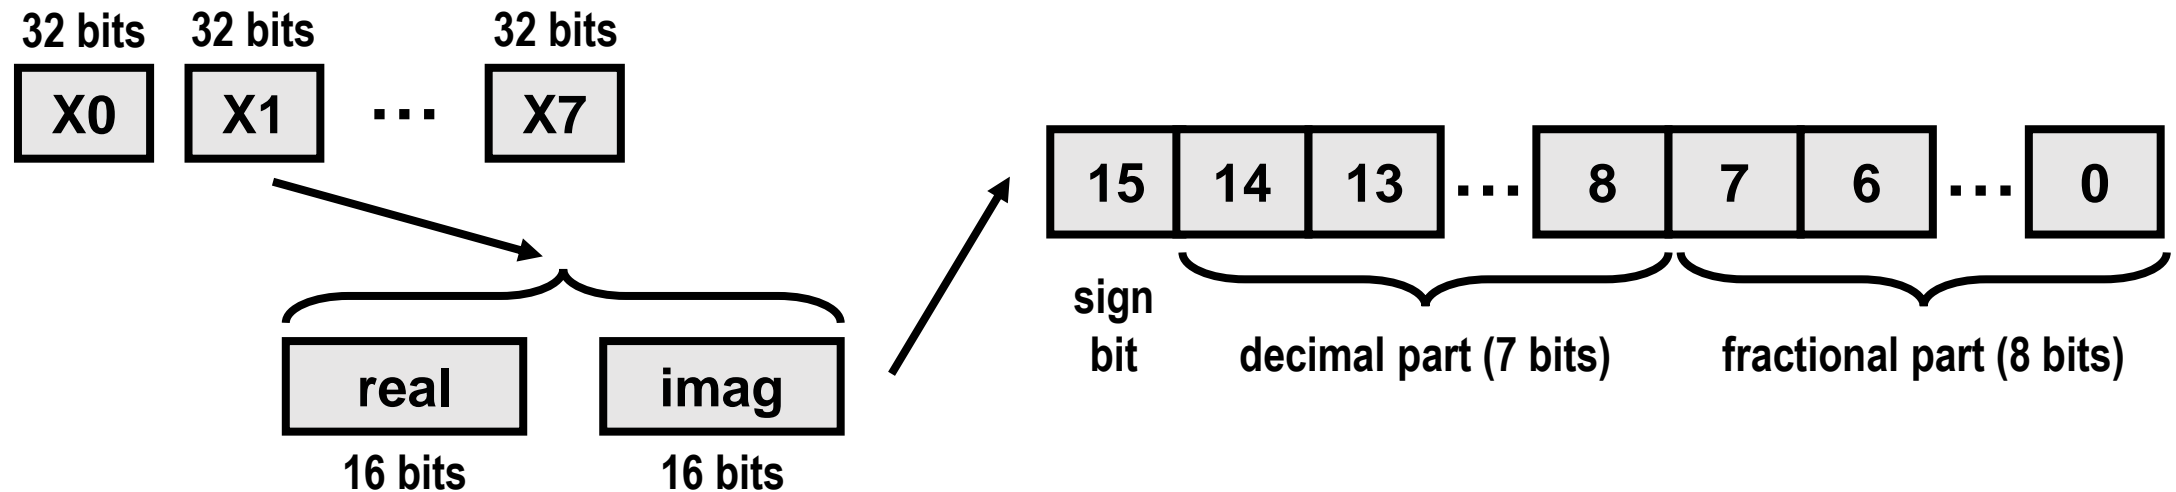 32 bits 32 bits 32 bits
X0 X1 ... X7
15 14 13 ... 8 7 6 ... 0
sign
bit decimal part (7 bits) fractional part (8 bits)
real imag
16 bits 16 bits